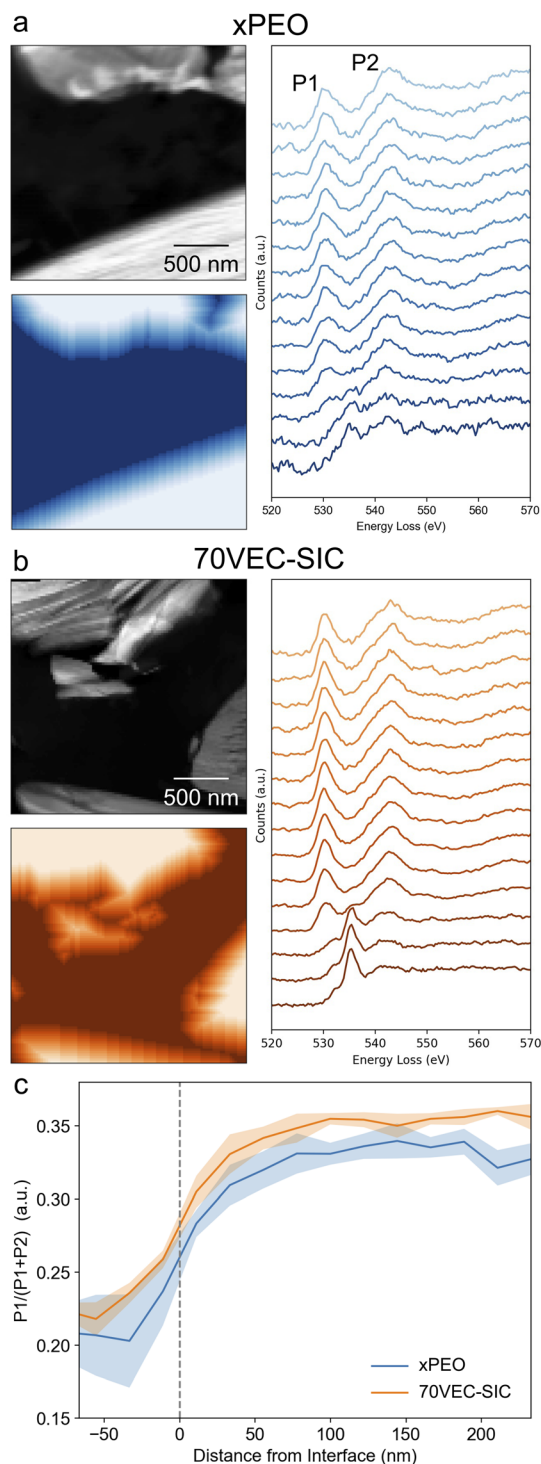 a
xPEO
P1
P2
500 nm
Counts (a.u.)
520 530 540 550 560 570
Energy Loss (eV)
b
70VEC-SIC
500 nm
Counts (a.u.)
520 530 540 550 560 570
Energy Loss (eV)
c
P1/(P1+P2) (a.u.)
0.35
0.30
0.25
0.20
0.15
xPEO
70VEC-SIC
−50 0 50 100 150 200
Distance from Interface (nm)